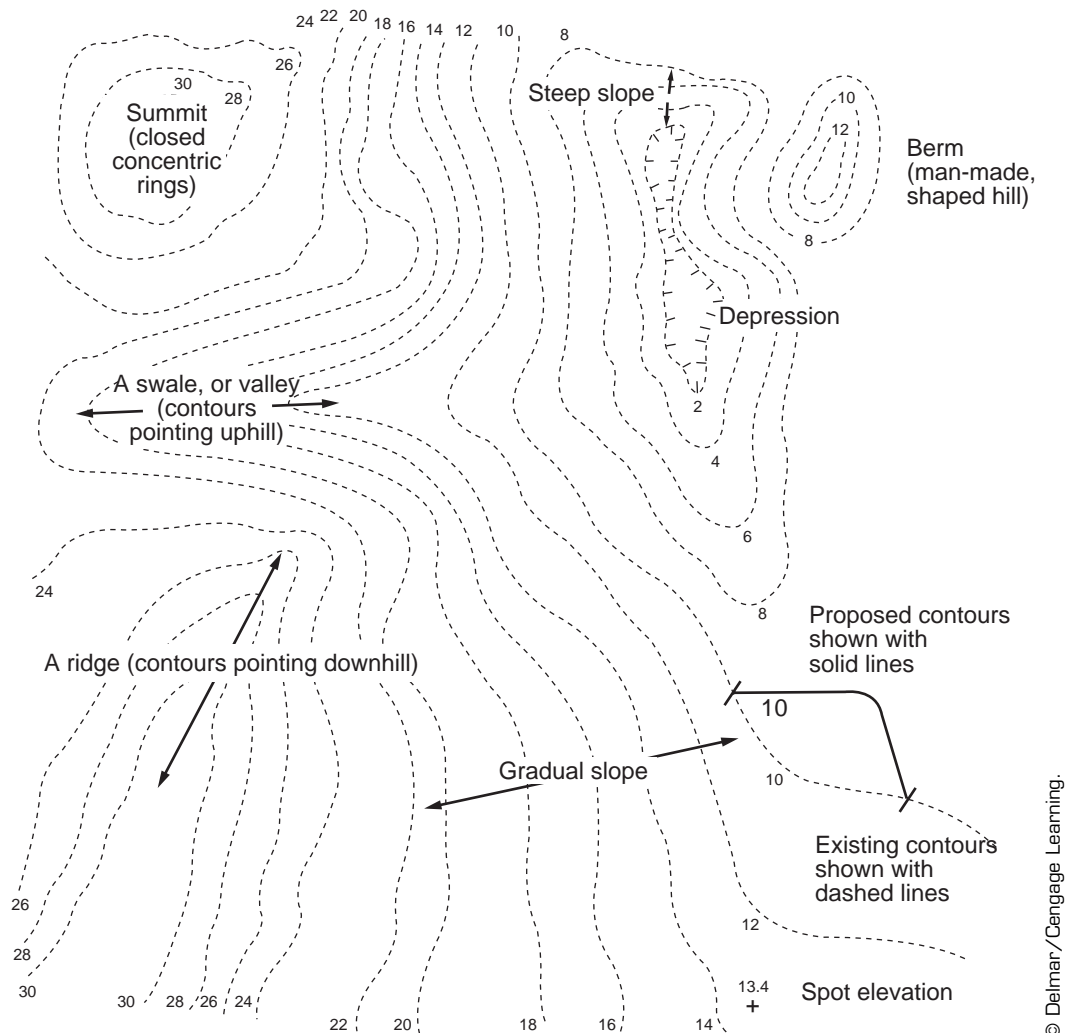 24 22 20 18 16 14 12 10 8
26
30
28
Summit
(closed
concentric
rings)
Steep slope
10
12
8
Berm
(man-made,
shaped hill)
Depression
2
4
6
8
A swale, or valley
(contours
pointing uphill)
24
A ridge (contours pointing downhill)
Proposed contours
shown with
solid lines
10
10
Gradual slope
Existing contours
shown with
dashed lines
26
28
30
30 28 26 24 22 20 18 16 14
12
13.4
+
Spot elevation
© Delmar/Cengage Learning.